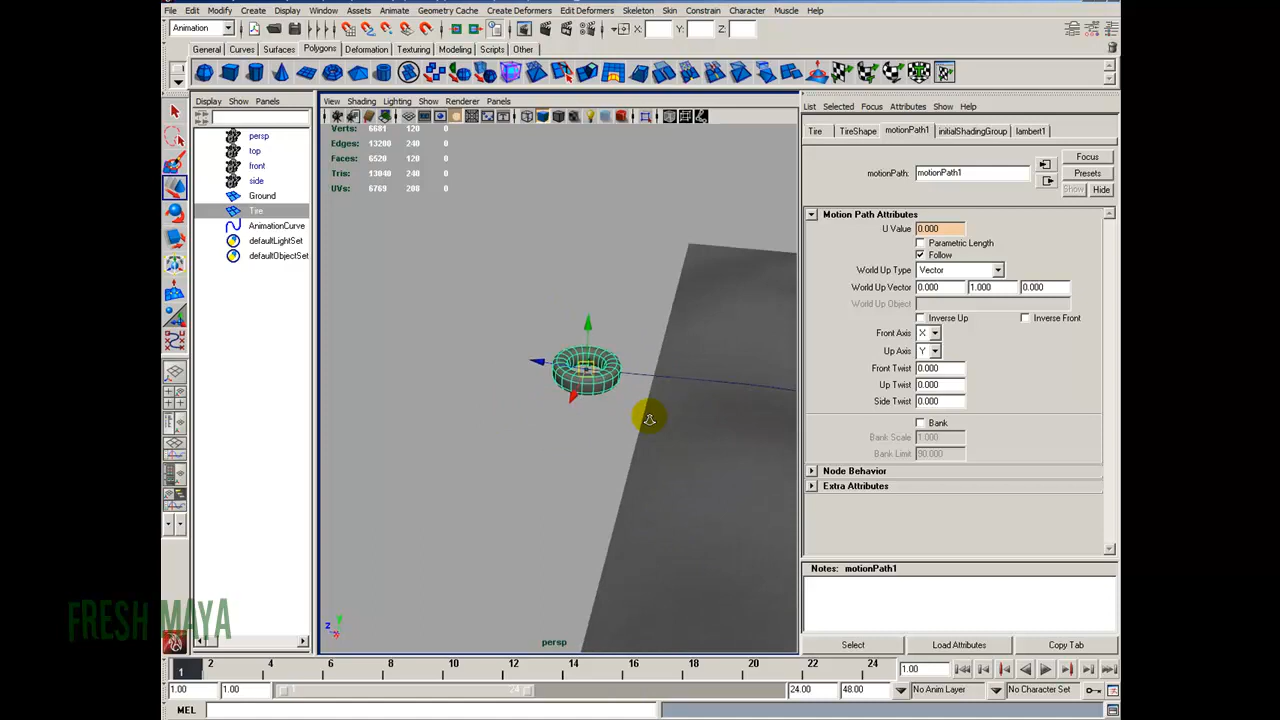 File Edit Modify Create Display Window Assets Animate Geometry Cache Create Deformers Edit Deformers Skeleton Skin Constrain Character Muscle Help
Animation X: Y: Z:
General Curves Surfaces Polygons Deformation Texturing Modeling Scripts Other
Display Show Panels
View Shading Lighting Show Renderer Panels
List Selected Focus Attributes Show Help
persp
top
front
side
Ground
Tire
AnimationCurve
defaultLightSet
defaultObjectSet
Verts: 6681 120 0
Edges: 13200 240 0
Faces: 6520 120 0
Tris: 13040 240 0
UVs: 6769 208 0
persp
Tire TireShape motionPath1 initialShadingGroup lambert1
motionPath: motionPath1
Focus
Presets
Show Hide
Motion Path Attributes
U Value 0.000
Parametric Length
Follow
World Up Type Vector
World Up Vector 0.000 1.000 0.000
World Up Object
Inverse Up Inverse Front
Front Axis X
Up Axis Y
Front Twist 0.000
Up Twist 0.000
Side Twist 0.000
Bank
Bank Scale 1.000
Bank Limit 90.000
Node Behavior
Extra Attributes
Notes: motionPath1
Select Load Attributes Copy Tab
FRESH MAYA
1 2 4 6 8 10 12 14 16 18 20 22 24 1.00
1.00 1.00 1 24 24.00 48.00 No Anim Layer No Character Set
MEL